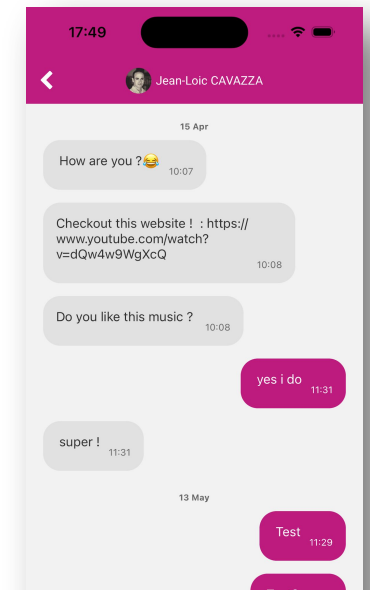 17:49
Jean-Loic CAVAZZA
15 Apr
How are you ?😂
10:07
Checkout this website ! : https://
www.youtube.com/watch?
v=dQw4w9WgXcQ
10:08
Do you like this music ?
10:08
yes i do
11:31
super !
11:31
13 May
Test
11:29